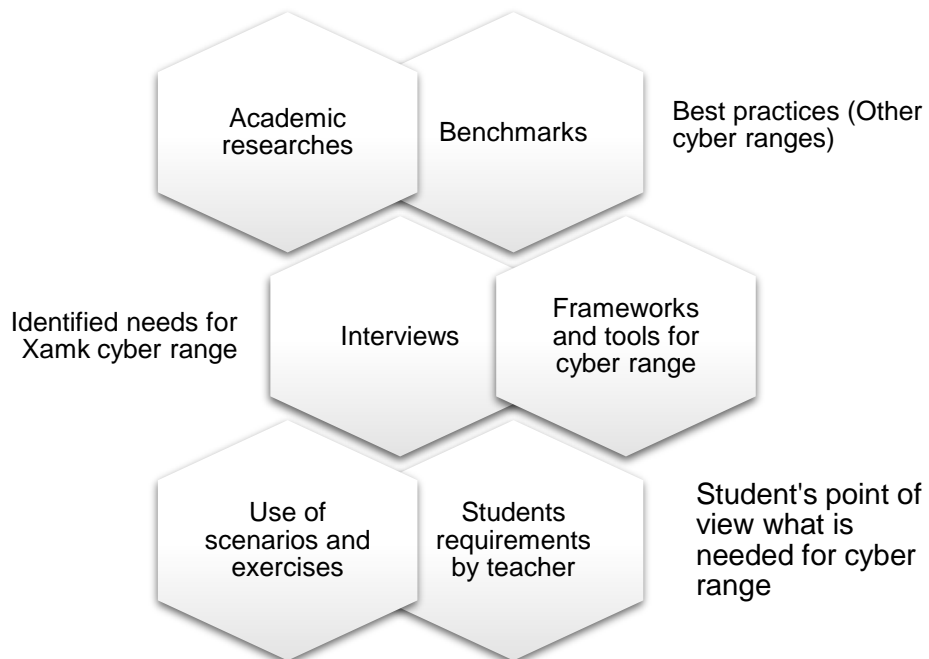 Academic
researches
Benchmarks
Best practices (Other
cyber ranges)
Identified needs for
Xamk cyber range
Interviews
Frameworks
and tools for
cyber range
Use of
scenarios and
exercises
Students
requirements
by teacher
Student's point of
view what is
needed for cyber
range